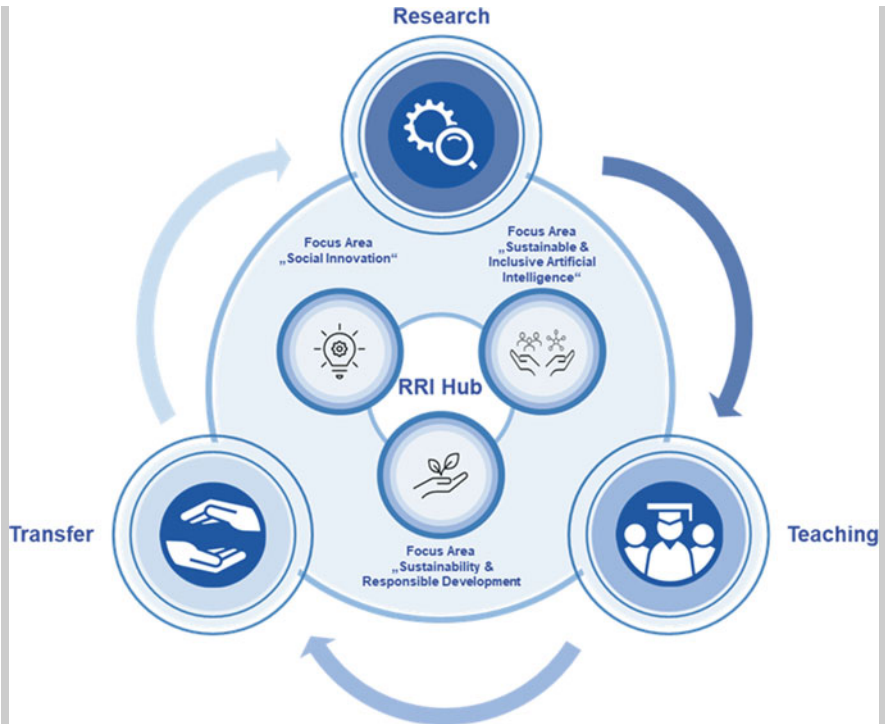 Research
Focus Area
„Social Innovation“
Focus Area
„Sustainable &
Inclusive Artificial
Intelligence“
RRI Hub
Transfer
Teaching
Focus Area
„Sustainability &
Responsible Development